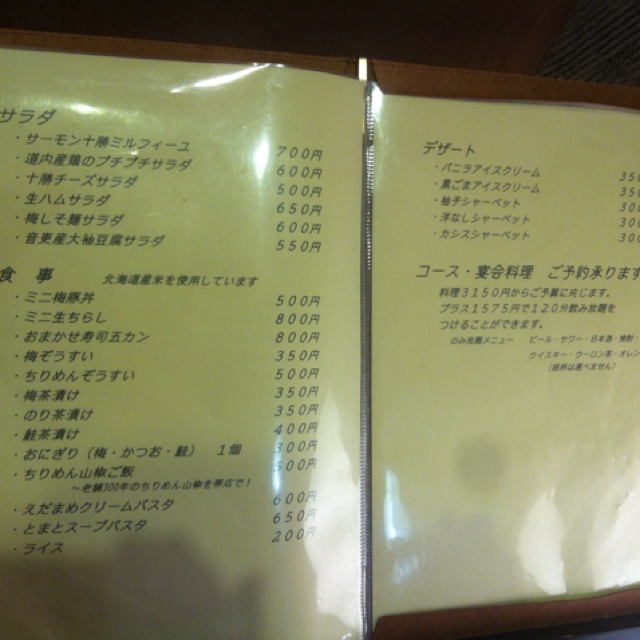 サラダ
・サーモン十勝ミルフィーユ 700円
・道内産鶏のプチプチサラダ 600円
・十勝チーズサラダ 500円
・生ハムサラダ 650円
・梅しそ麺サラダ 600円
・音更産大袖豆腐サラダ 550円
食 事 北海道産米を使用しています
・ミニ梅豚丼 500円
・ミニ生ちらし 800円
・おまかせ寿司五カン 800円
・梅ぞうすい 350円
・ちりめんぞうすい 500円
・梅茶漬け 350円
・のり茶漬け 350円
・鮭茶漬け 400円
・おにぎり（梅・かつお・鮭） 1個 300円
・ちりめん山椒ご飯 500円
～老舗300年のちりめん山椒を帯広で！
・えだまめクリームパスタ 600円
・とまとスープパスタ 650円
・ライス 200円
デザート
・バニラアイスクリーム 350
・黒ごまアイスクリーム 350
・柚子シャーベット 300
・洋なしシャーベット 300
・カシスシャーベット 300
コース・宴会料理 ご予約承ります
料理3150円からご予算に応じます。
プラス1575円で120分飲み放題を
つけることができます。
のみ放題メニュー ビール・サワー・日本酒・焼酎・
ウイスキー・ウーロン茶・オレン
（銘柄は選べません）